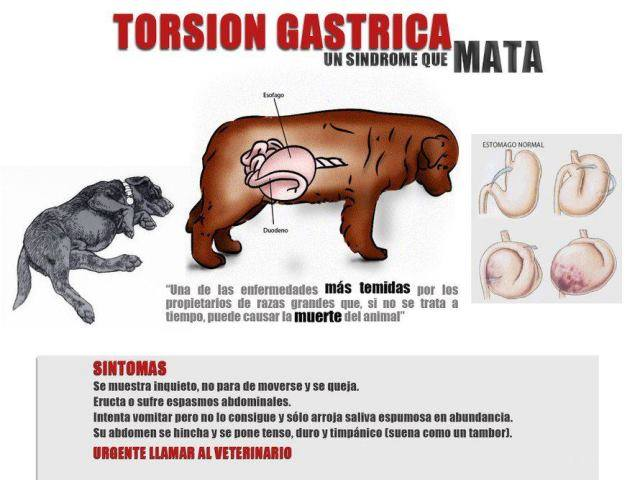 TORSION GASTRICA
UN SINDROME QUE MATA
Esofago
Duodeno
ESTOMAGO NORMAL
"Una de las enfermedades más temidas por los
propietarios de razas grandes que, si no se trata a
tiempo, puede causar la muerte del animal"
SINTOMAS
Se muestra inquieto, no para de moverse y se queja.
Eructa o sufre espasmos abdominales.
Intenta vomitar pero no lo consigue y sólo arroja saliva espumosa en abundancia.
Su abdomen se hincha y se pone tenso, duro y timpánico (suena como un tambor).
URGENTE LLAMAR AL VETERINARIO